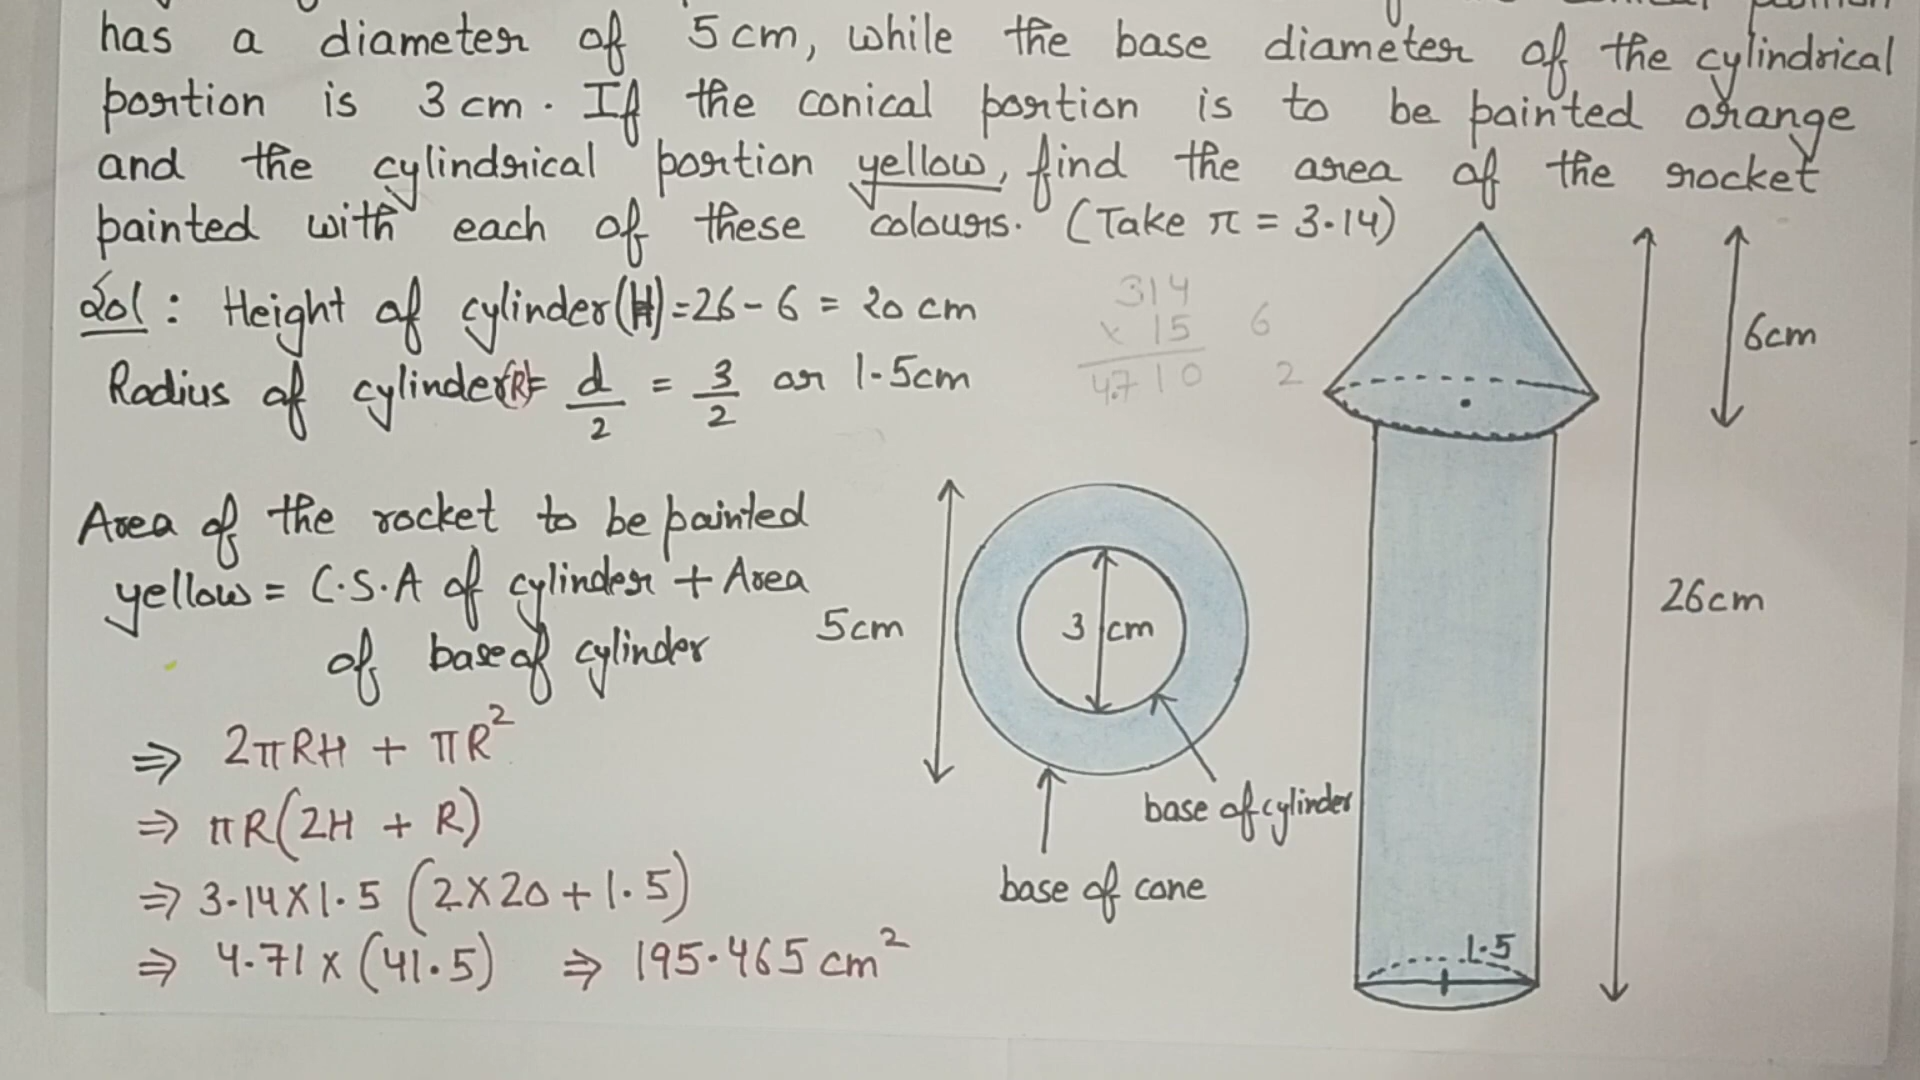 has a diameter of 5cm, while the base diameter of the cylindrical
portion is 3 cm. If the conical portion is to be painted orange
and the cylindrical portion yellow, find the area of the rocket
painted with each of these colours. (Take π = 3.14)
Sol : Height of cylinder(H)=26-6 = 20 cm
Radius of cylinder(R)= d/2 = 3/2 or 1.5cm
314
× 15
4.710
6
2
6cm
Area of the rocket to be painted
yellow = C.S.A of cylinder + Area
of base of cylinder
⇒ 2πRH + πR²
⇒ πR(2H + R)
⇒ 3.14×1.5 (2×20+1.5)
⇒ 4.71 × (41.5) ⇒ 195.465 cm²
5cm
3 cm
base of cylinder
base of cone
26cm
1.5